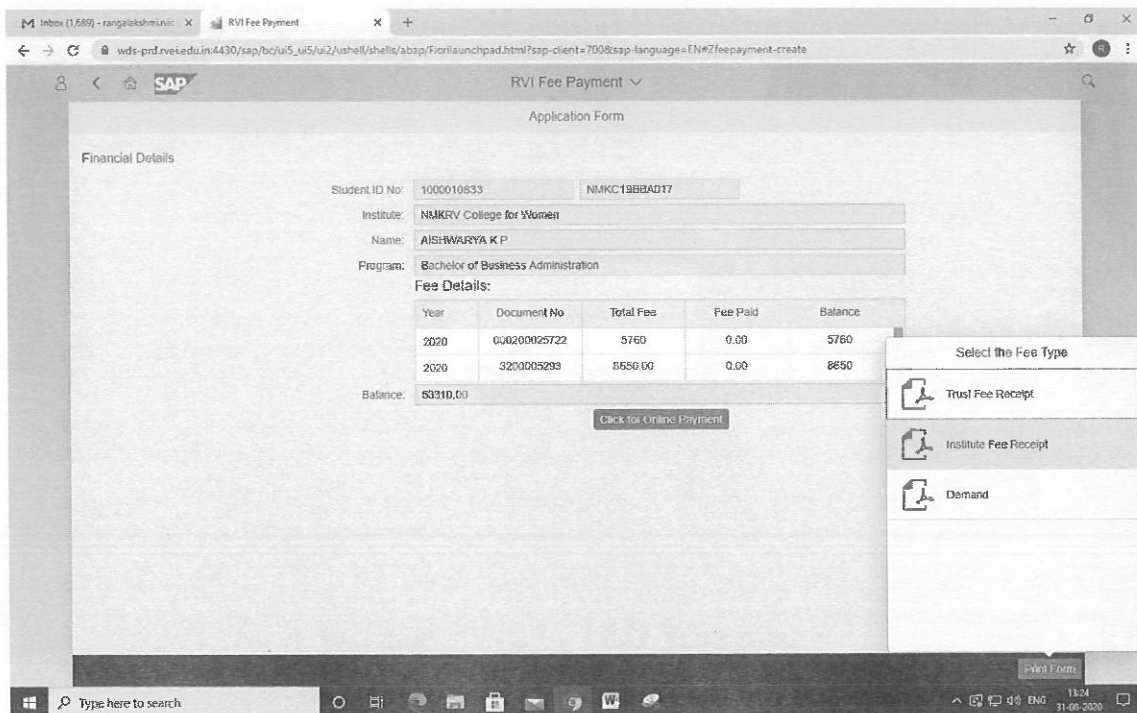 Inbox (1,689) - rangalakshmi.vi
RVI Fee Payment
wds-prd.rvei.edu.in:4430/sap/bc/ui5_ui5/ui2/ushell/shells/abap/Fiorilaunchpad.html?sap-client=700&sap-language=EN#Zfeepayment-create
R
SAP RVI Fee Payment
Application Form
Financial Details
Student ID No: 1000010833 NMKC19BBA017
Institute: NMKRV College for Women
Name: AISHWARYA K P
Program: Bachelor of Business Administration
Fee Details:
Year Document No Total Fee Fee Paid Balance
2020 000200025722 5760 0.00 5760
2020 3200005293 8650.00 0.00 8650
Balance: 63310.00
Click for Online Payment
Select the Fee Type
Trust Fee Receipt
Institute Fee Receipt
Demand
Print Form
Type here to search
ENG
13:24
31-08-2020